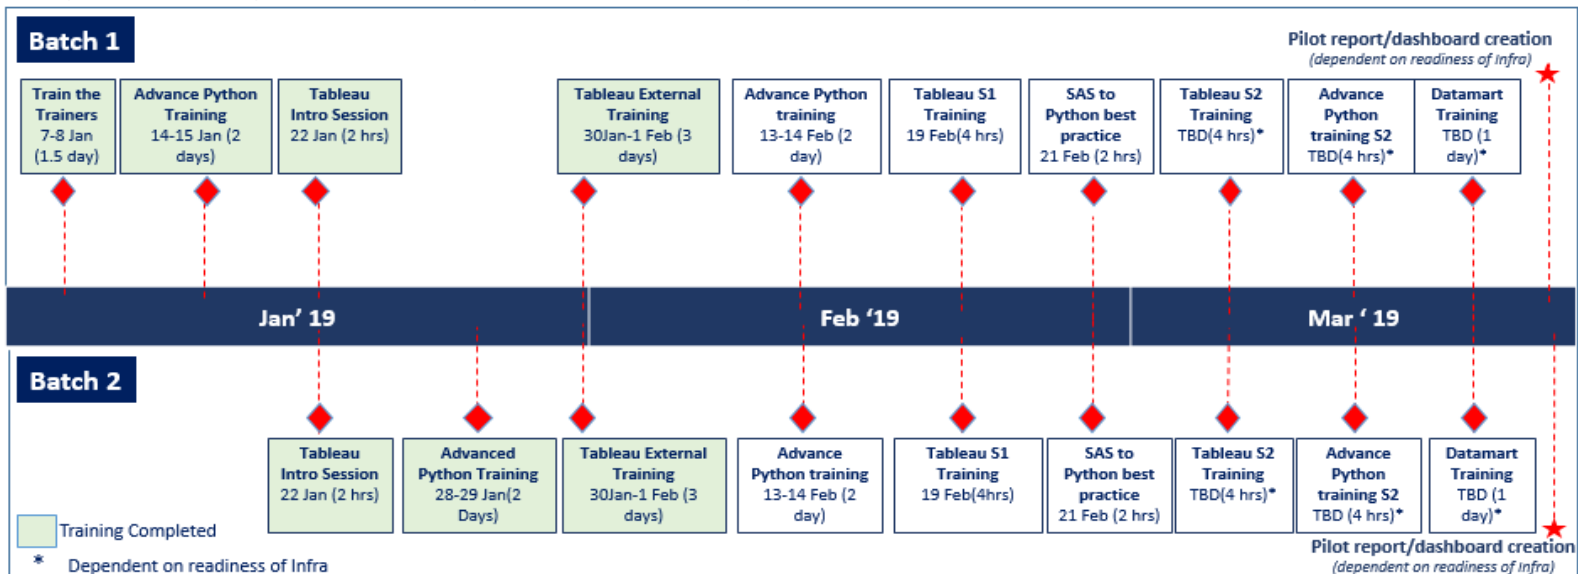 Batch 1
Pilot report/dashboard creation
(dependent on readiness of Infra)
Train the
Trainers
7-8 Jan
(1.5 day)
Advance Python
Training
14-15 Jan (2
days)
Tableau
Intro Session
22 Jan (2 hrs)
Tableau External
Training
30Jan-1 Feb (3
days)
Advance Python
training
13-14 Feb (2
day)
Tableau S1
Training
19 Feb(4 hrs)
SAS to
Python best
practice
21 Feb (2 hrs)
Tableau S2
Training
TBD(4 hrs)*
Advance
Python
training S2
TBD(4 hrs)*
Datamart
Training
TBD (1
day)*
Jan’ 19
Feb ‘19
Mar ‘ 19
Batch 2
Tableau
Intro Session
22 Jan (2 hrs)
Advanced
Python Training
28-29 Jan(2
Days)
Tableau External
Training
30Jan-1 Feb (3
days)
Advance
Python training
13-14 Feb (2
day)
Tableau S1
Training
19 Feb(4hrs)
SAS to
Python best
practice
21 Feb (2 hrs)
Tableau S2
Training
TBD(4 hrs)*
Advance
Python
training S2
TBD (4 hrs)*
Datamart
Training
TBD (1
day)*
Training Completed
* Dependent on readiness of Infra
Pilot report/dashboard creation
(dependent on readiness of Infra)